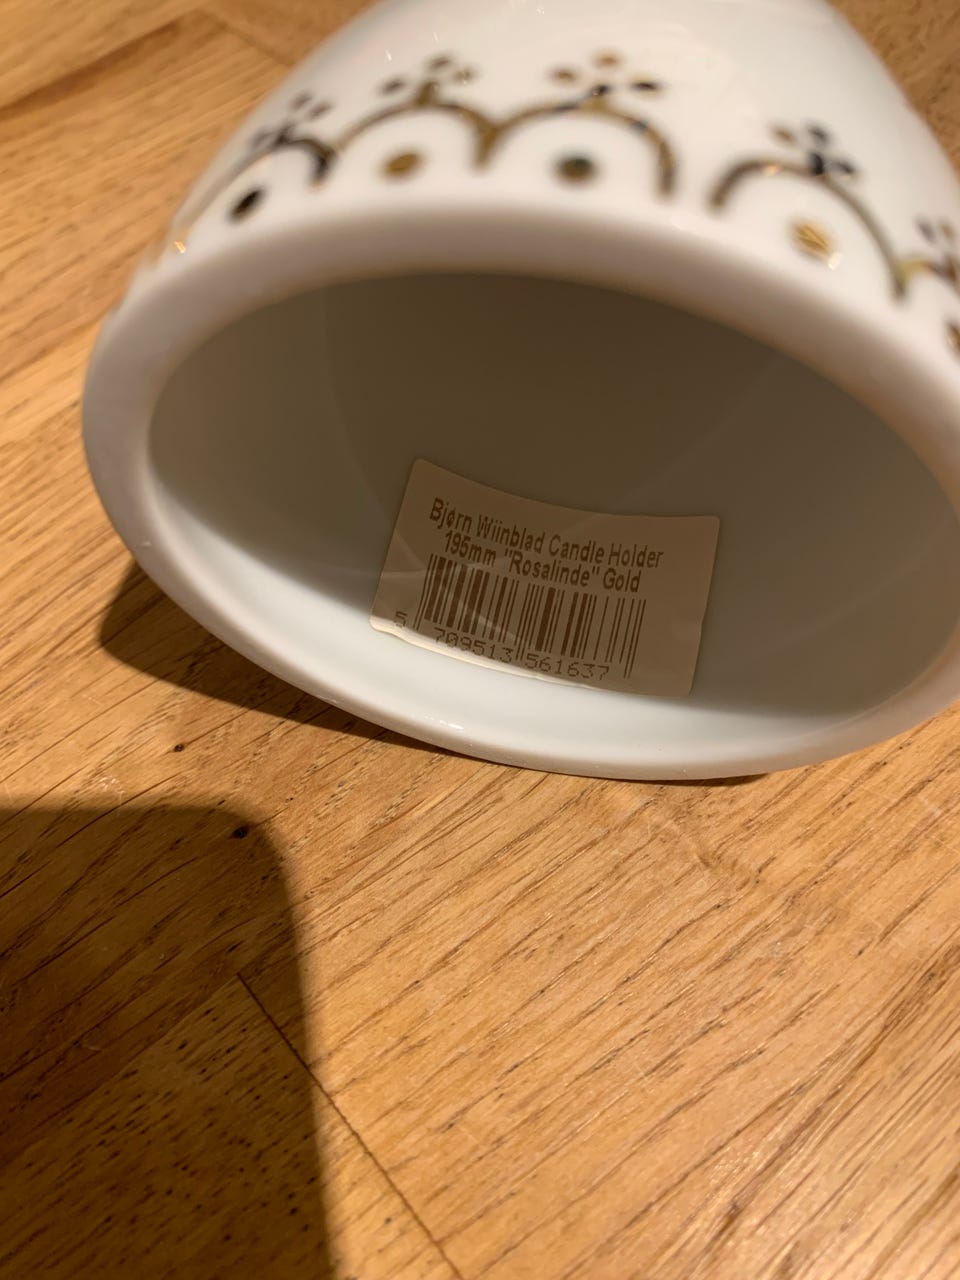 Bjørn Wiinblad Candle Holder
195mm "Rosalinde" Gold
5 709513 561637